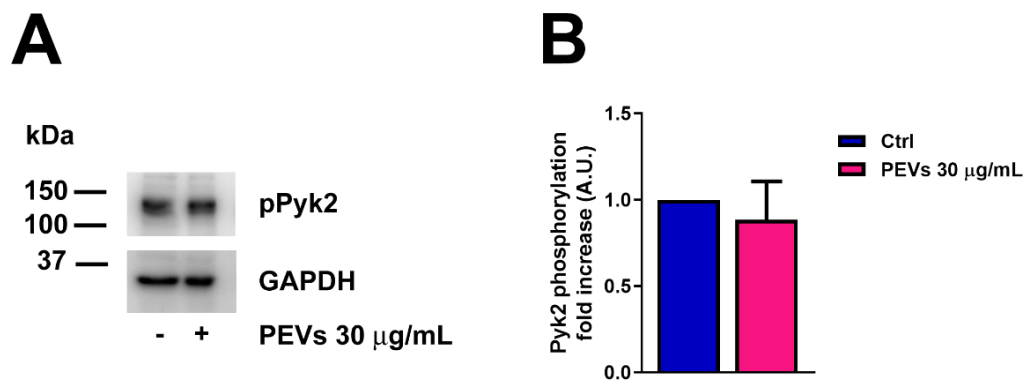 A
kDa
150
100
37
pPyk2
GAPDH
- + PEVs 30 μg/mL
B
Pyk2 phosphorylation
fold increase (A.U.)
1.5
1.0
0.5
0.0
Ctrl
PEVs 30 μg/mL